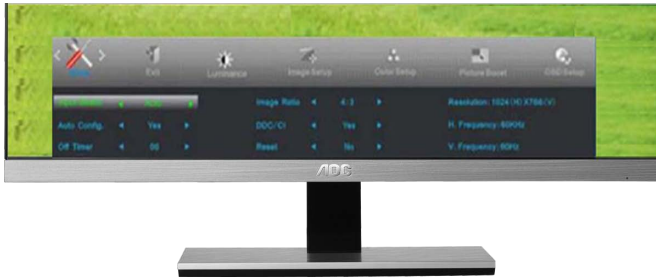 Exit Luminance Image Setup Color Setup Picture Boost OSD Setup
Image Ratio 4:3 Resolution: 1024(H)X768(V)
Auto Config. Yes DDC/CI Yes H. Frequency:60KHz
Off Timer 00 Reset No V. Frequency:60Hz